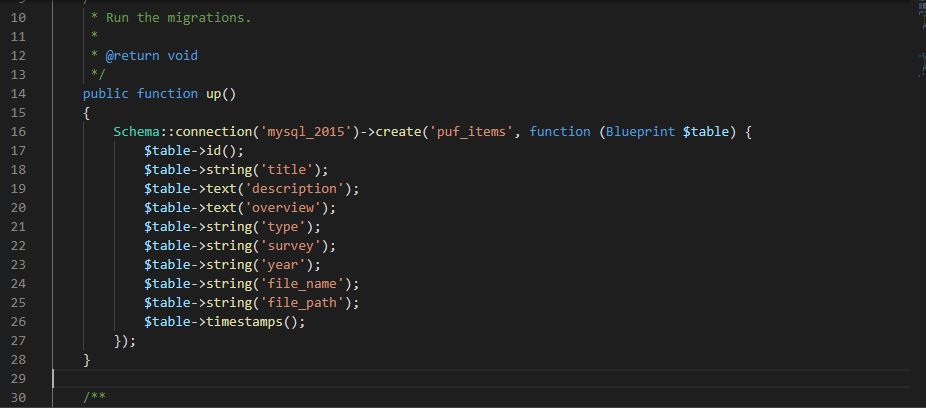 9 /**
10 * Run the migrations.
11 *
12 * @return void
13 */
14 public function up()
15 {
16 Schema::connection('mysql_2015')->create('puf_items', function (Blueprint $table) {
17 $table->id();
18 $table->string('title');
19 $table->text('description');
20 $table->text('overview');
21 $table->string('type');
22 $table->string('survey');
23 $table->string('year');
24 $table->string('file_name');
25 $table->string('file_path');
26 $table->timestamps();
27 });
28 }
29
30 /**